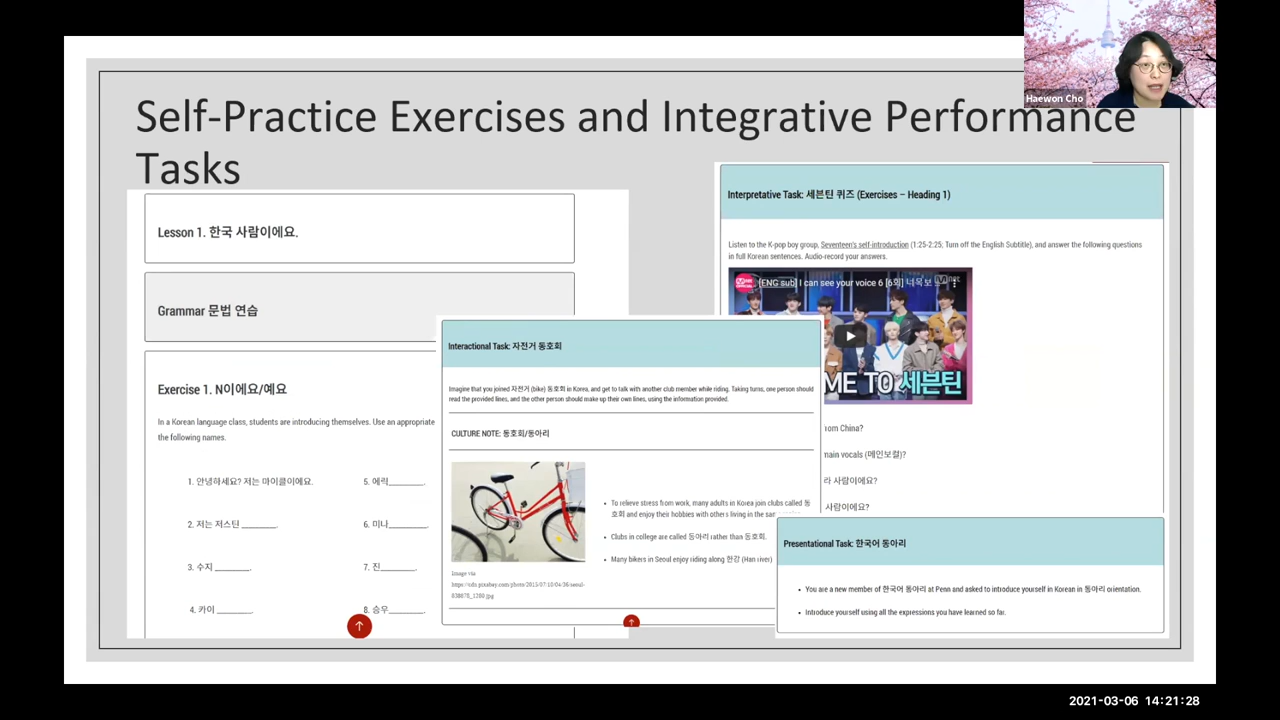 Haewon Cho
Self-Practice Exercises and Integrative Performance
Tasks
Lesson 1. 한국 사람이에요.
Grammar 문법 연습
Exercise 1. N이에요/예요
In a Korean language class, students are introducing themselves. Use an appropriate
the following names.
1. 안녕하세요? 저는 마이클이에요.
2. 저는 저스틴 ________.
3. 수지 ________.
4. 카이 ________.
5. 에릭________.
6. 미나________.
7. 진________.
8. 승우________.
Interactional Task: 자전거 동호회
Imagine that you joined 자전거 (bike) 동호회 in Korea, and get to talk with another club member while riding. Taking turns, one person should
read the provided lines, and the other person should make up their own lines, using the information provided.
CULTURE NOTE: 동호회/동아리
Image via
• To relieve stress from work, many adults in Korea join clubs called 동
호회 and enjoy their hobbies with others living in the same
• Clubs in college are called 동아리 rather than 동호회.
• Many bikers in Seoul enjoy riding along 한강 (Han river)
Interpretative Task: 세븐틴 퀴즈 (Exercises – Heading 1)
Listen to the K-pop boy group, Seventeen's self-introduction (1:25-2:25; Turn off the English Subtitle), and answer the following questions
in full Korean sentences. Audio-record your answers.
[ENG sub] I can see your voice 6 [6회] 너목보
ME TO 세븐틴
rom China?
main vocals (메인보컬)?
라 사람이에요?
사람이에요?
Presentational Task: 한국어 동아리
• You are a new member of 한국어 동아리 at Penn and asked to introduce yourself in Korean in 동아리 orientation.
• Introduce yourself using all the expressions you have learned so far.
2021-03-06 14:21:28